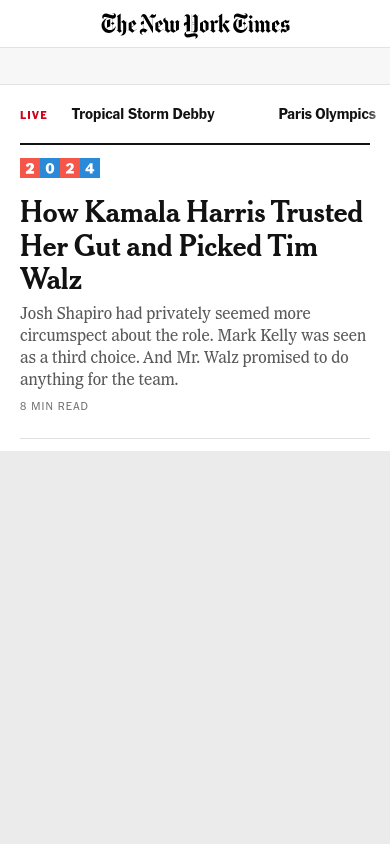 The New York Times
LIVE Tropical Storm Debby Paris Olympics
2024
How Kamala Harris Trusted
Her Gut and Picked Tim
Walz
Josh Shapiro had privately seemed more
circumspect about the role. Mark Kelly was seen
as a third choice. And Mr. Walz promised to do
anything for the team.
8 MIN READ